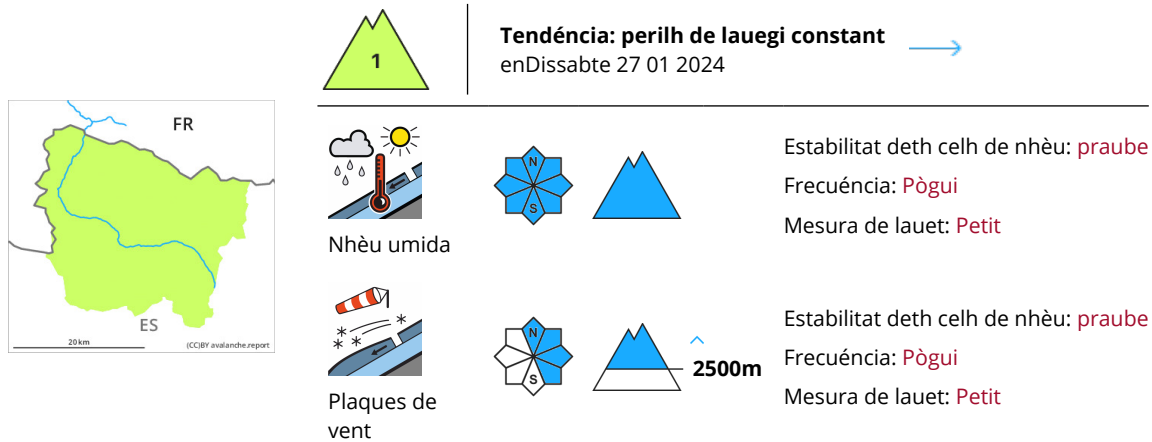 1
Tendéncia: perilh de lauegi constant
enDissabte 27 01 2024
FR
ES
20 km
(CC)BY avalanche.report
N
S
Nhèu umida
Estabilitat deth celh de nhèu: praube
Frecuéncia: Pògui
Mesura de lauet: Petit
N
S
2500m
Plaques de
vent
Estabilitat deth celh de nhèu: praube
Frecuéncia: Pògui
Mesura de lauet: Petit